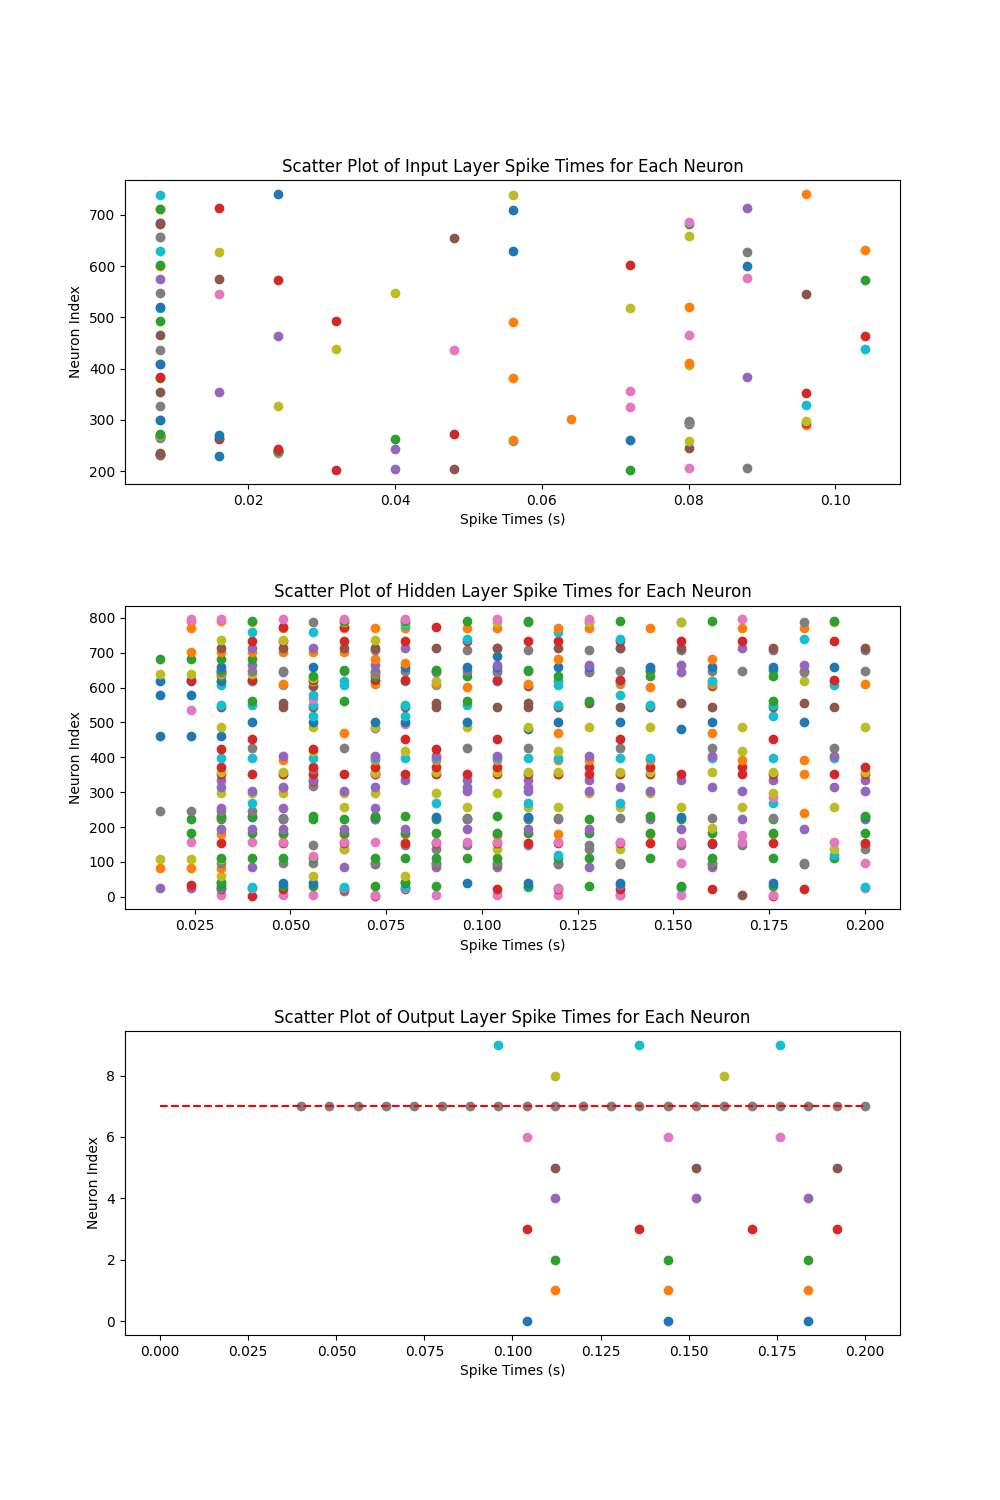 Scatter Plot of Input Layer Spike Times for Each Neuron
Neuron Index
700
600
500
400
300
200
0.02 0.04 0.06 0.08 0.10
Spike Times (s)
Scatter Plot of Hidden Layer Spike Times for Each Neuron
Neuron Index
800
700
600
500
400
300
200
100
0
0.025 0.050 0.075 0.100 0.125 0.150 0.175 0.200
Spike Times (s)
Scatter Plot of Output Layer Spike Times for Each Neuron
Neuron Index
8
6
4
2
0
0.000 0.025 0.050 0.075 0.100 0.125 0.150 0.175 0.200
Spike Times (s)